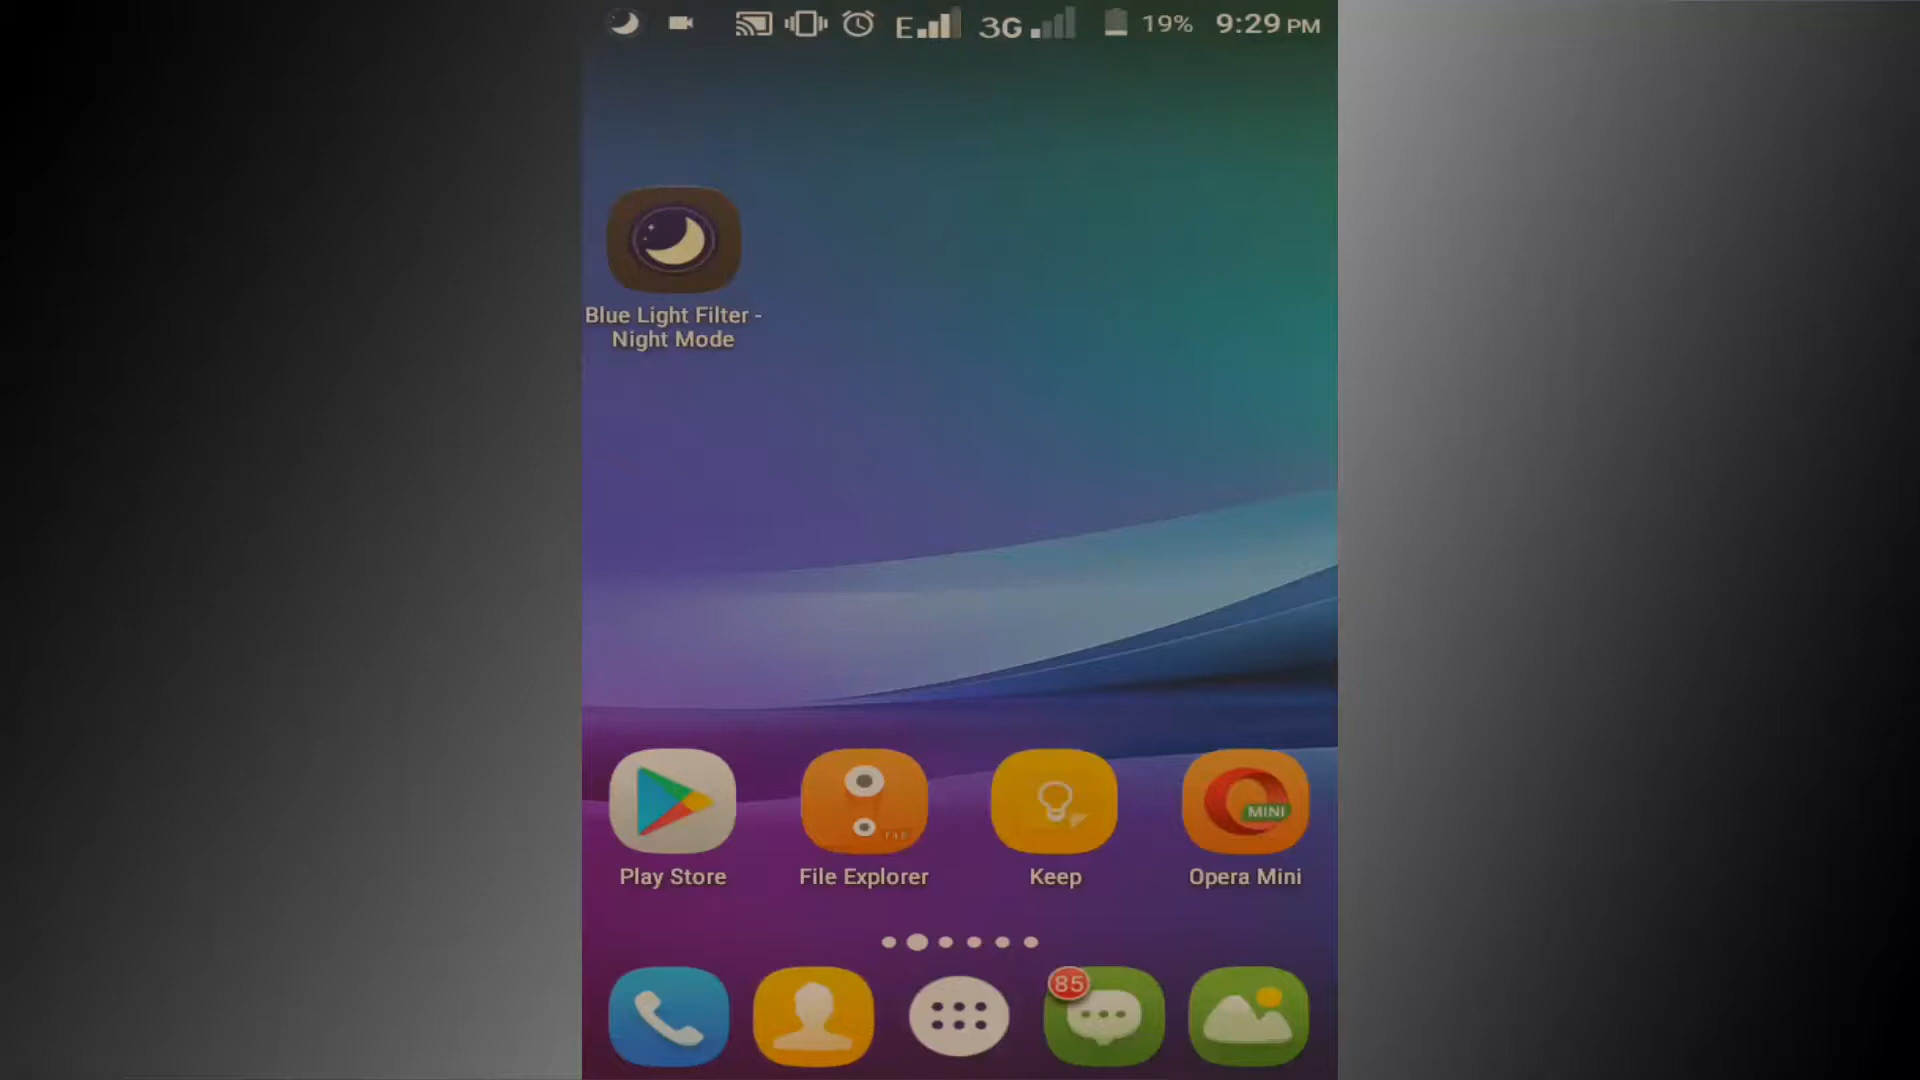 E 3G 19% 9:29 PM
Blue Light Filter -
Night Mode
MINI
Play Store File Explorer Keep Opera Mini
85